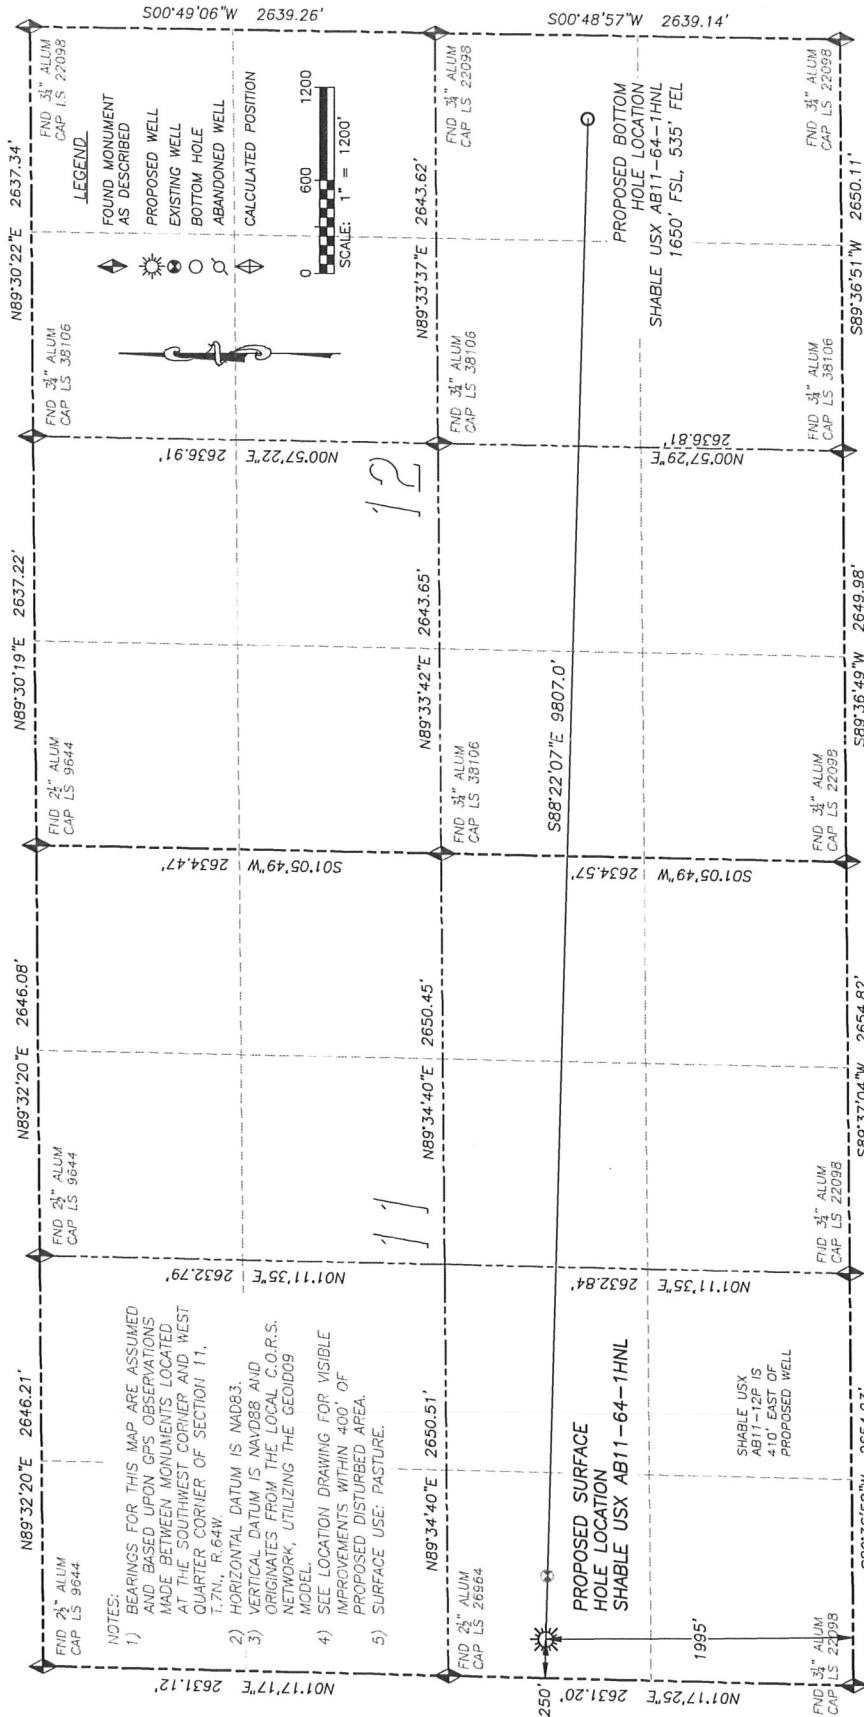 N89°32'20"E 2646.21'
N89°32'20"E 2646.08'
N89°30'19"E 2637.22'
N89°30'22"E 2637.34'
FND 2½" ALUM
CAP LS 9644
FND 2½" ALUM
CAP LS 9644
FND 2½" ALUM
CAP LS 9644
FND 3¼" ALUM
CAP LS 38106
FND 3¼" ALUM
CAP LS 22098
NOTES:
1) BEARINGS FOR THIS MAP ARE ASSUMED
AND BASED UPON GPS OBSERVATIONS
MADE BETWEEN MONUMENTS LOCATED
AT THE SOUTHWEST CORNER AND WEST
QUARTER CORNER OF SECTION 11,
T.7N., R.64W.
2) HORIZONTAL DATUM IS NAD83.
3) VERTICAL DATUM IS NAVD88 AND
ORIGINATES FROM THE LOCAL C.O.R.S.
NETWORK, UTILIZING THE GEOID09
MODEL.
4) SEE LOCATION DRAWING FOR VISIBLE
IMPROVEMENTS WITHIN 400' OF
PROPOSED DISTURBED AREA.
5) SURFACE USE: PASTURE.
LEGEND
FOUND MONUMENT
AS DESCRIBED
PROPOSED WELL
EXISTING WELL
BOTTOM HOLE
ABANDONED WELL
CALCULATED POSITION
0 600 1200
SCALE: 1" = 1200'
N01°17'17"E 2631.12'
N01°11'35"E 2632.79'
S01°05'49"W 2634.47'
N00°57'22"E 2636.91'
S00°49'06"W 2639.26'
11
12
N89°34'40"E 2650.51'
N89°34'40"E 2650.45'
N89°33'42"E 2643.65'
N89°33'37"E 2643.62'
FND 2½" ALUM
CAP LS 26964
FND 3¼" ALUM
CAP LS 38106
FND 3¼" ALUM
CAP LS 38106
FND 3¼" ALUM
CAP LS 22098
250'
S88°22'07"E 9807.0'
PROPOSED SURFACE
HOLE LOCATION
SHABLE USX AB11-64-1HNL
PROPOSED BOTTOM
HOLE LOCATION
SHABLE USX AB11-64-1HNL
1650' FSL, 535' FEL
1995'
SHABLE USX
AB11-12P IS
410' EAST OF
PROPOSED WELL
N01°17'25"E 2631.20'
N01°11'35"E 2632.84'
S01°05'49"W 2634.57'
N00°57'29"E 2636.81'
S00°48'57"W 2639.14'
FND 3¼" ALUM
CAP LS 22098
FND 3¼" ALUM
CAP LS 22098
FND 3¼" ALUM
CAP LS 22098
FND 3¼" ALUM
CAP LS 38106
FND 3¼" ALUM
CAP LS 22098
S89°37'04"W 2654.82'
S89°36'49"W 2649.98'
S89°36'51"W 2650.11'